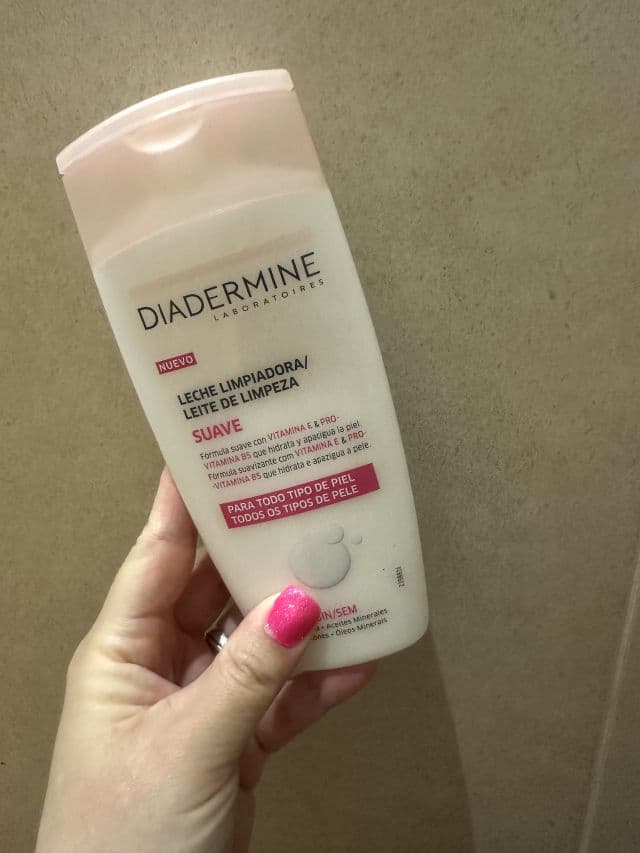 DIADERMINE
LABORATOIRES
NUEVO
LECHE LIMPIADORA/
LEITE DE LIMPEZA
SUAVE
Fórmula suave con VITAMINA E & PRO-
VITAMINA B5 que hidrata y apacigua la piel.
Fórmula suavizante com VITAMINA E & PRO-
-VITAMINA B5 que hidrata e apazigua a pele.
PARA TODO TIPO DE PIEL
TODOS OS TIPOS DE PELE
SIN/SEM
• Aceites Minerales
• Óleos Minerais